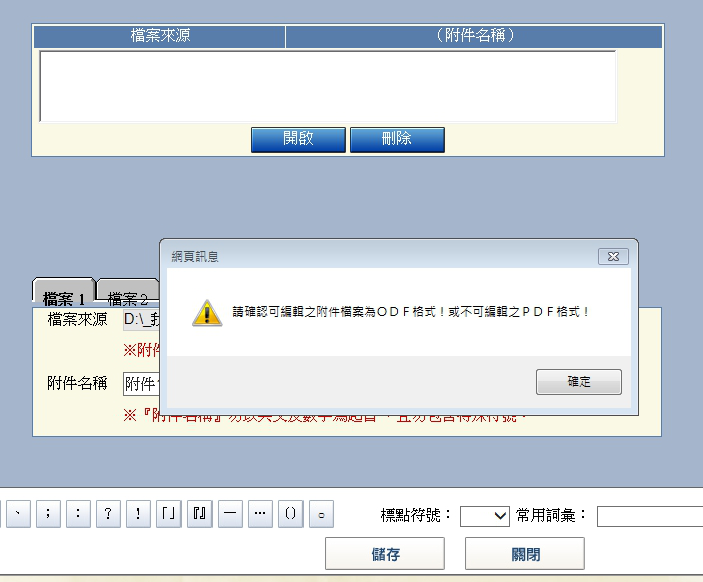 檔案來源 （附件名稱）
開啟 刪除
網頁訊息
請確認可編輯之附件檔案為ＯＤＦ格式！或不可編輯之ＰＤＦ格式！
確定
檔案 1 檔案 2
檔案來源 D:\_
※附件
附件名稱 附件
※『附件名稱』勿以英文及數字為起首，且勿包含特殊符號。
、 ； ： ？ ！ 「」 『』 — … () 。 標點符號： 常用詞彙：
儲存 關閉